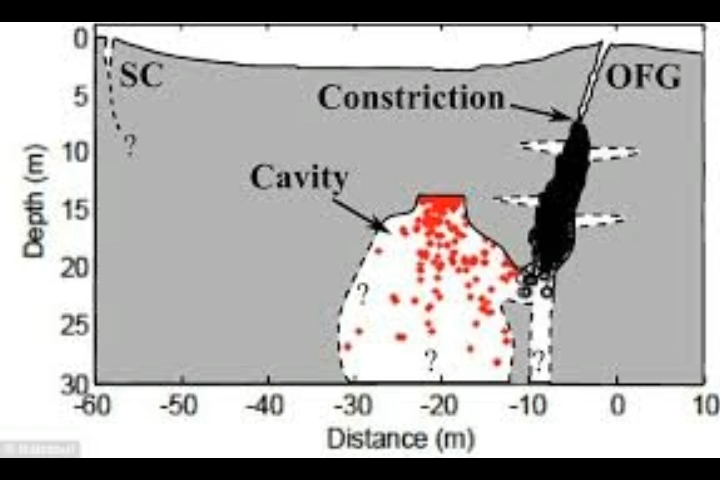 0
5
10
15
20
25
30
Depth (m)
SC
OFG
Constriction
Cavity
?
?
?
?
-60 -50 -40 -30 -20 -10 0 10
Distance (m)